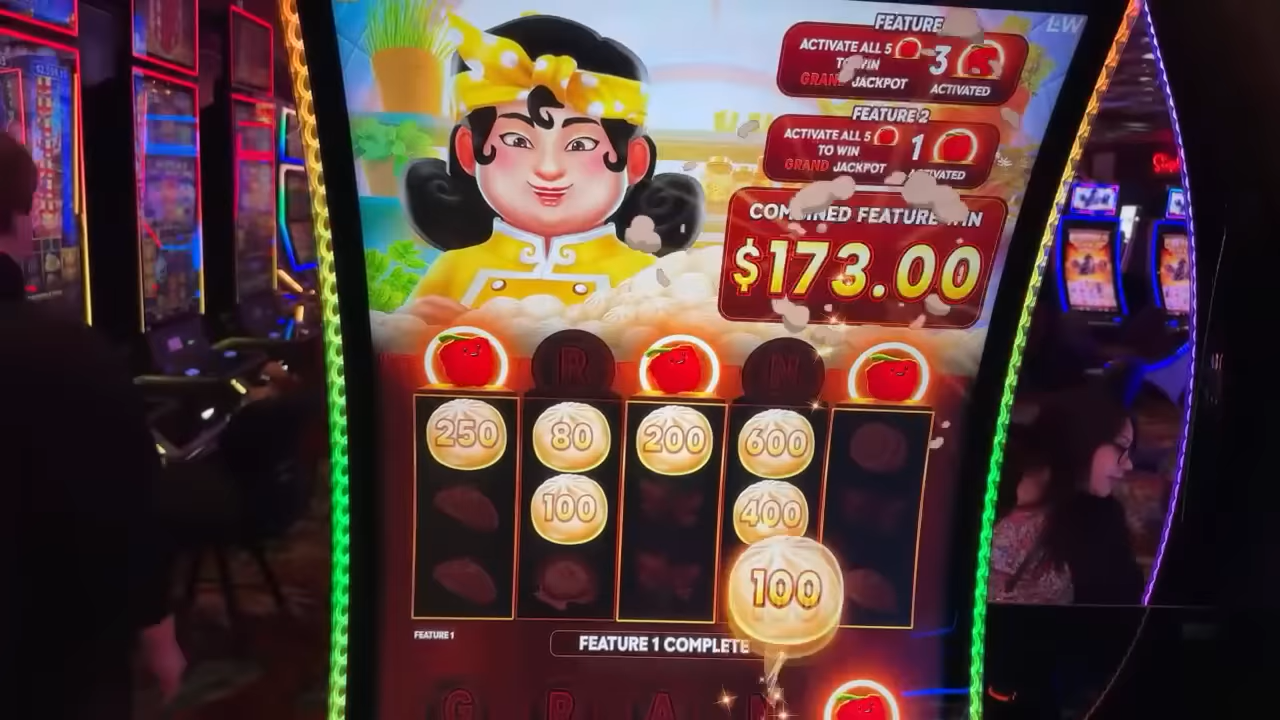 L&W
FEATURE
ACTIVATE ALL 5
TO WIN
GRAND JACKPOT
3
ACTIVATED
FEATURE 2
ACTIVATE ALL 5
TO WIN
GRAND JACKPOT
1
ACTIVATED
COMBINED FEATURE WIN
$173.00
R N
250 80 200 600
100 400
100
FEATURE 1
FEATURE 1 COMPLETE
G R A N